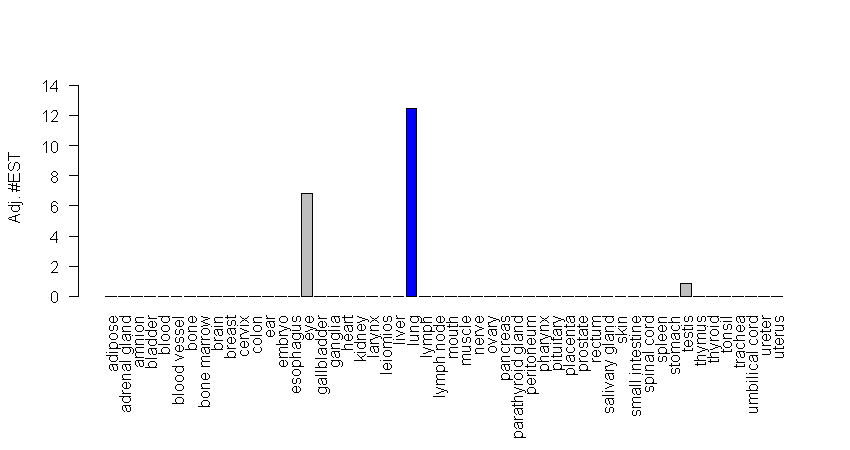 14
12
10
8
6
4
2
0
Adj. #EST
adipose
adrenal gland
amnion
bladder
blood
blood vessel
bone
bone marrow
brain
breast
cervix
colon
ear
embryo
esophagus
eye
gallbladder
ganglia
heart
kidney
larynx
leiomios
liver
lung
lymph
lymph node
mouth
muscle
nerve
ovary
pancreas
parathyroid gland
peritoneum
pharynx
pituitary
placenta
prostate
rectum
salivary gland
skin
small intestine
spinal cord
spleen
stomach
testis
thymus
thyroid
tonsil
trachea
umbilical cord
ureter
uterus